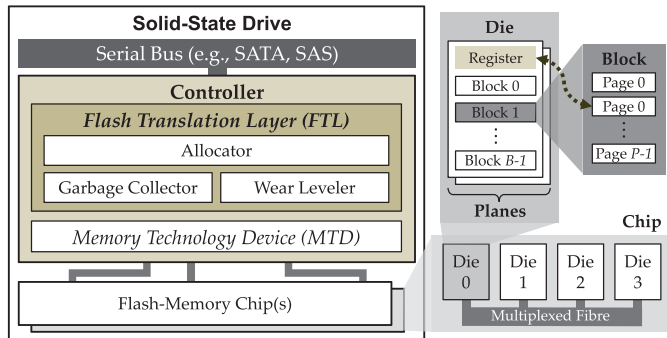 Solid-State Drive
Serial Bus (e.g., SATA, SAS)
Controller
Flash Translation Layer (FTL)
Allocator
Garbage Collector
Wear Leveler
Memory Technology Device (MTD)
Flash-Memory Chip(s)
Die
Register
Block 0
Block 1
⋮
Block B-1
Planes
Block
Page 0
Page 0
⋮
Page P-1
Chip
Die
0
Die
1
Die
2
Die
3
Multiplexed Fibre